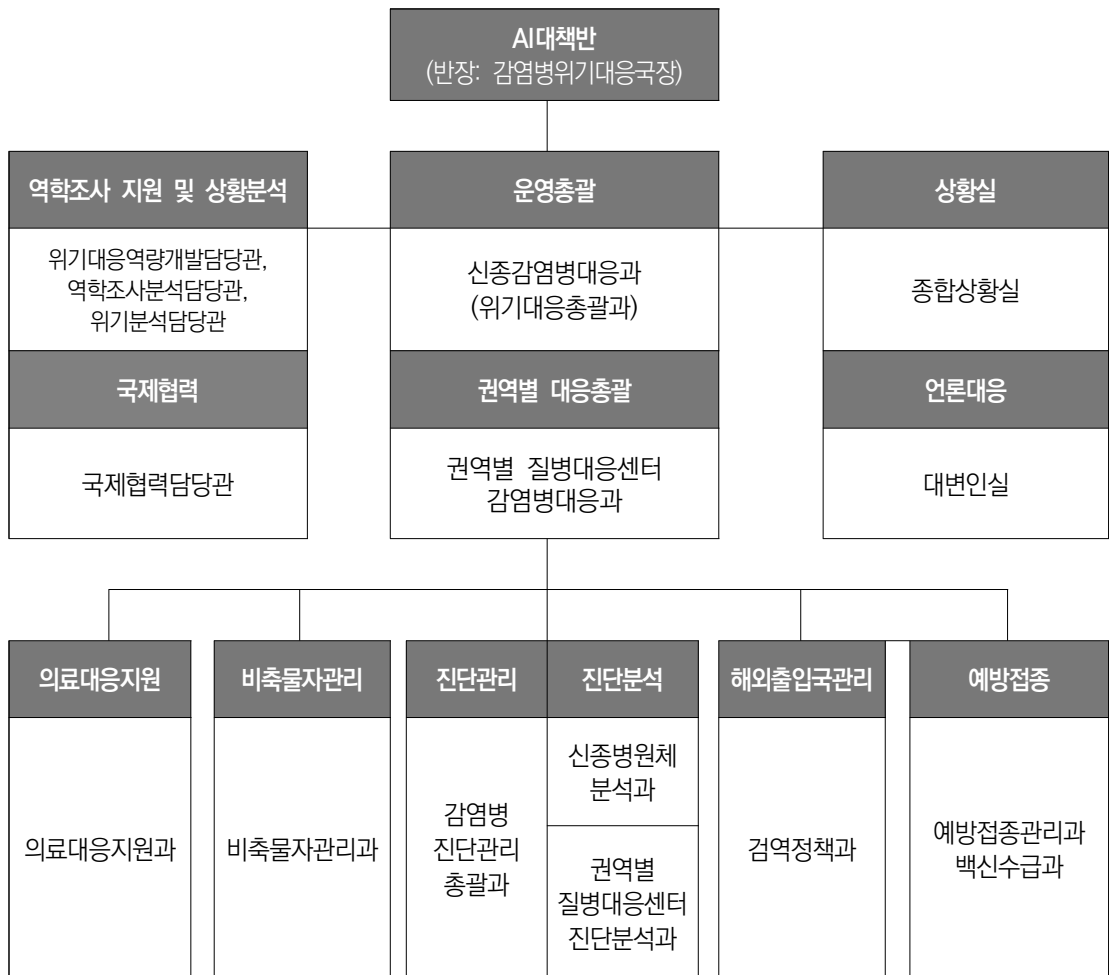 AI대책반
(반장: 감염병위기대응국장)
역학조사 지원 및 상황분석
운영총괄
상황실
위기대응역량개발담당관,
역학조사분석담당관,
위기분석담당관
신종감염병대응과
(위기대응총괄과)
종합상황실
국제협력
권역별 대응총괄
언론대응
국제협력담당관
권역별 질병대응센터
감염병대응과
대변인실
의료대응지원
비축물자관리
진단관리
진단분석
해외출입국관리
예방접종
의료대응지원과
비축물자관리과
감염병
진단관리
총괄과
신종병원체
분석과
권역별
질병대응센터
진단분석과
검역정책과
예방접종관리과
백신수급과